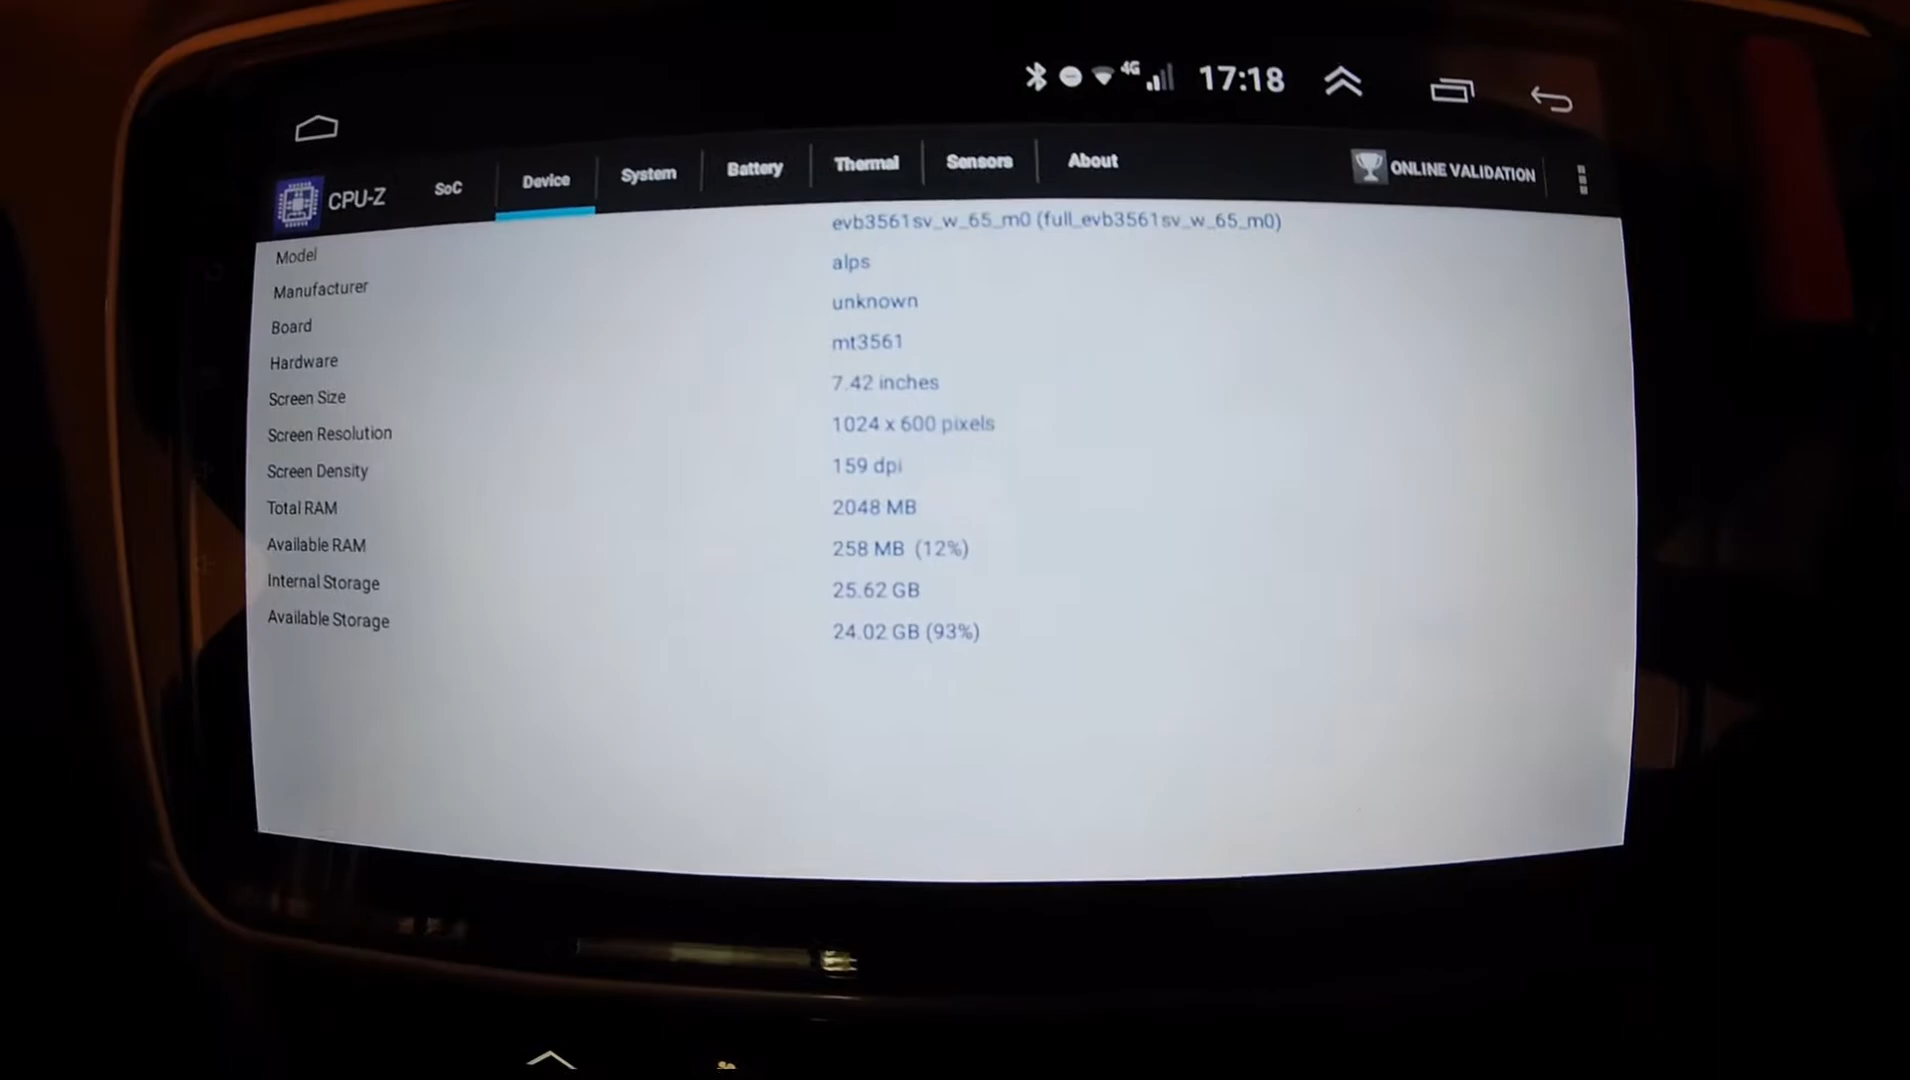 4G 17:18
CPU-Z SoC Device System Battery Thermal Sensors About ONLINE VALIDATION
Model evb3561sv_w_65_m0 (full_evb3561sv_w_65_m0)
Manufacturer alps
Board unknown
Hardware mt3561
Screen Size 7.42 inches
Screen Resolution 1024 x 600 pixels
Screen Density 159 dpi
Total RAM 2048 MB
Available RAM 258 MB (12%)
Internal Storage 25.62 GB
Available Storage 24.02 GB (93%)